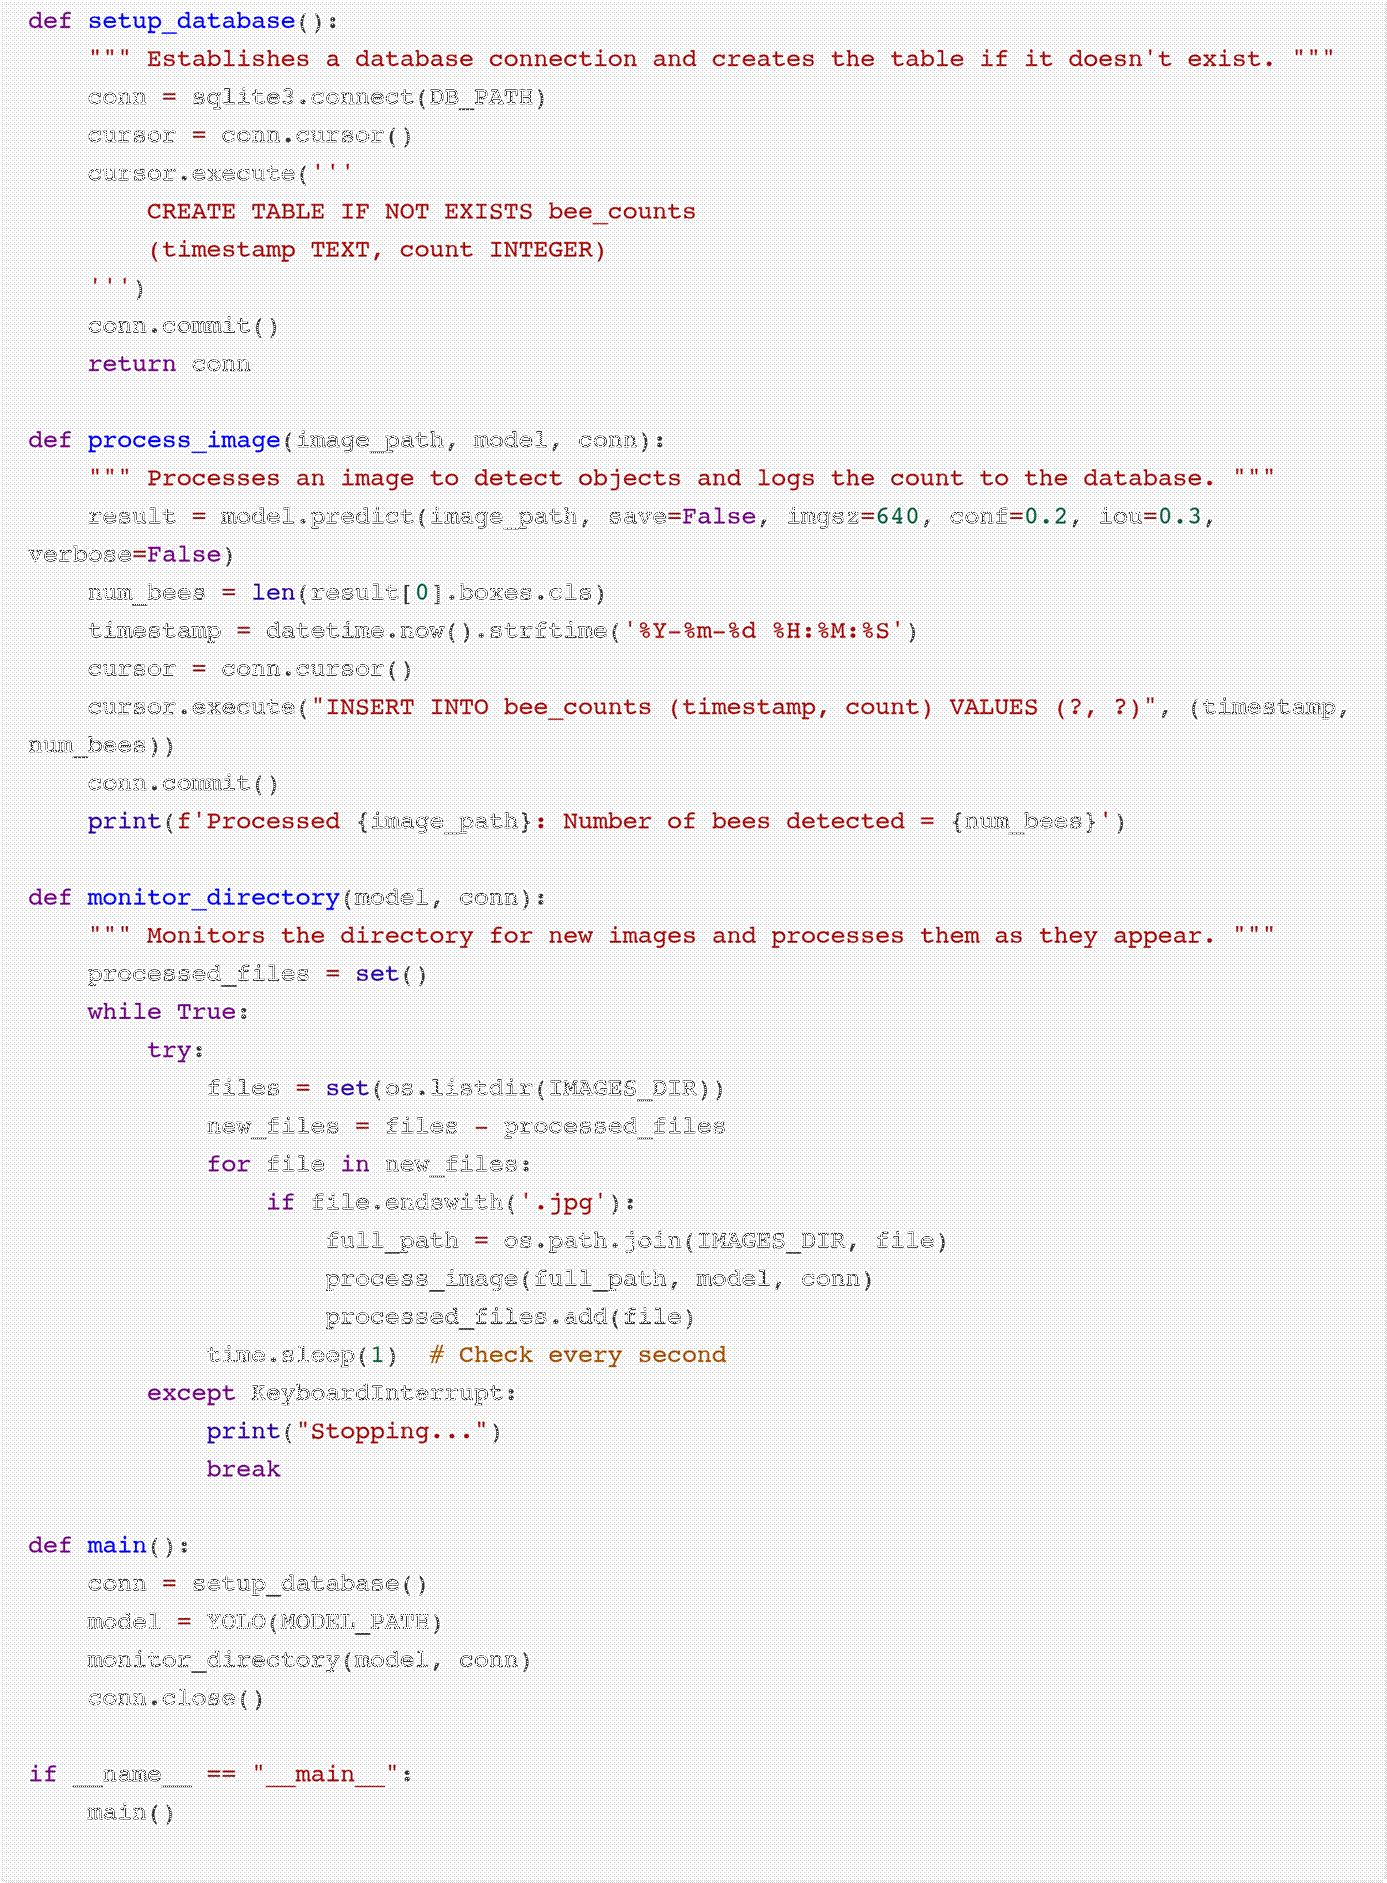 def setup_database():
    """ Establishes a database connection and creates the table if it doesn't exist. """
    conn = sqlite3.connect(DB_PATH)
    cursor = conn.cursor()
    cursor.execute('''
        CREATE TABLE IF NOT EXISTS bee_counts
        (timestamp TEXT, count INTEGER)
    ''')
    conn.commit()
    return conn

def process_image(image_path, model, conn):
    """ Processes an image to detect objects and logs the count to the database. """
    result = model.predict(image_path, save=False, imgsz=640, conf=0.2, iou=0.3,
verbose=False)
    num_bees = len(result[0].boxes.cls)
    timestamp = datetime.now().strftime('%Y-%m-%d %H:%M:%S')
    cursor = conn.cursor()
    cursor.execute("INSERT INTO bee_counts (timestamp, count) VALUES (?, ?)", (timestamp,
num_bees))
    conn.commit()
    print(f'Processed {image_path}: Number of bees detected = {num_bees}')

def monitor_directory(model, conn):
    """ Monitors the directory for new images and processes them as they appear. """
    processed_files = set()
    while True:
        try:
            files = set(os.listdir(IMAGES_DIR))
            new_files = files - processed_files
            for file in new_files:
                if file.endswith('.jpg'):
                    full_path = os.path.join(IMAGES_DIR, file)
                    process_image(full_path, model, conn)
                    processed_files.add(file)
            time.sleep(1)  # Check every second
        except KeyboardInterrupt:
            print("Stopping...")
            break

def main():
    conn = setup_database()
    model = YOLO(MODEL_PATH)
    monitor_directory(model, conn)
    conn.close()

if __name__ == "__main__":
    main()